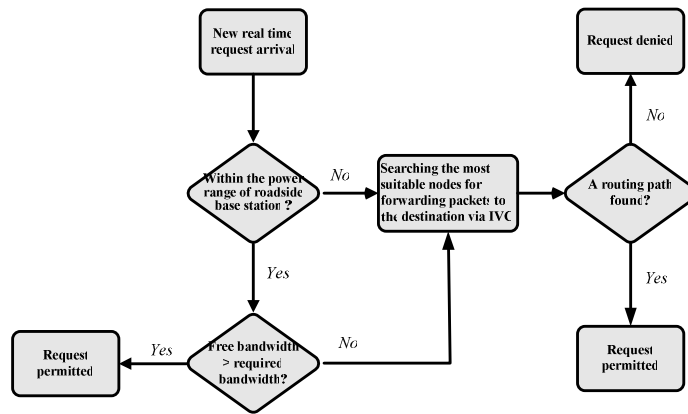 New real time
request arrival
Request denied
No
Within the power
range of roadside
base station ?
No
Searching the most
suitable nodes for
forwarding packets to
the destination via IVC
A routing path
found?
Yes
Yes
Free bandwidth
> required
bandwidth?
No
Yes
Request
permitted
Request
permitted